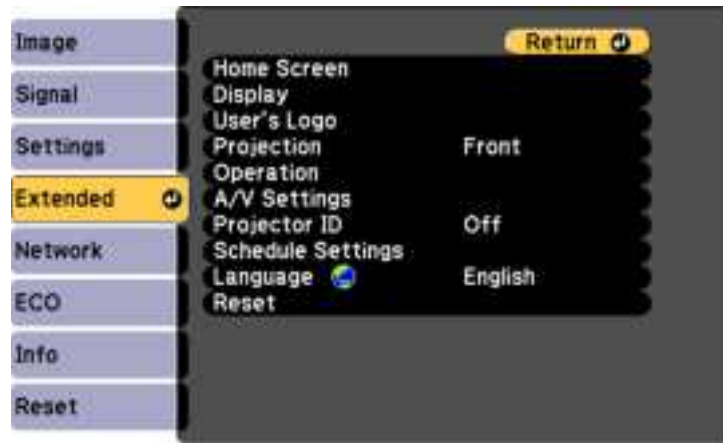 Image
Signal
Settings
Extended
Network
ECO
Info
Reset
Return
Home Screen
Display
User's Logo
Projection Front
Operation
A/V Settings
Projector ID Off
Schedule Settings
Language English
Reset